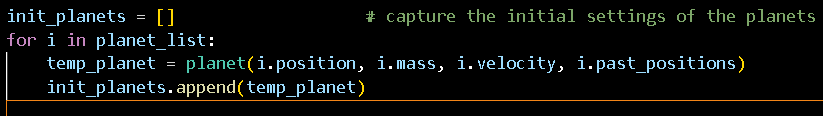 init_planets = []                # capture the initial settings of the planets
for i in planet_list:
    temp_planet = planet(i.position, i.mass, i.velocity, i.past_positions)
    init_planets.append(temp_planet)